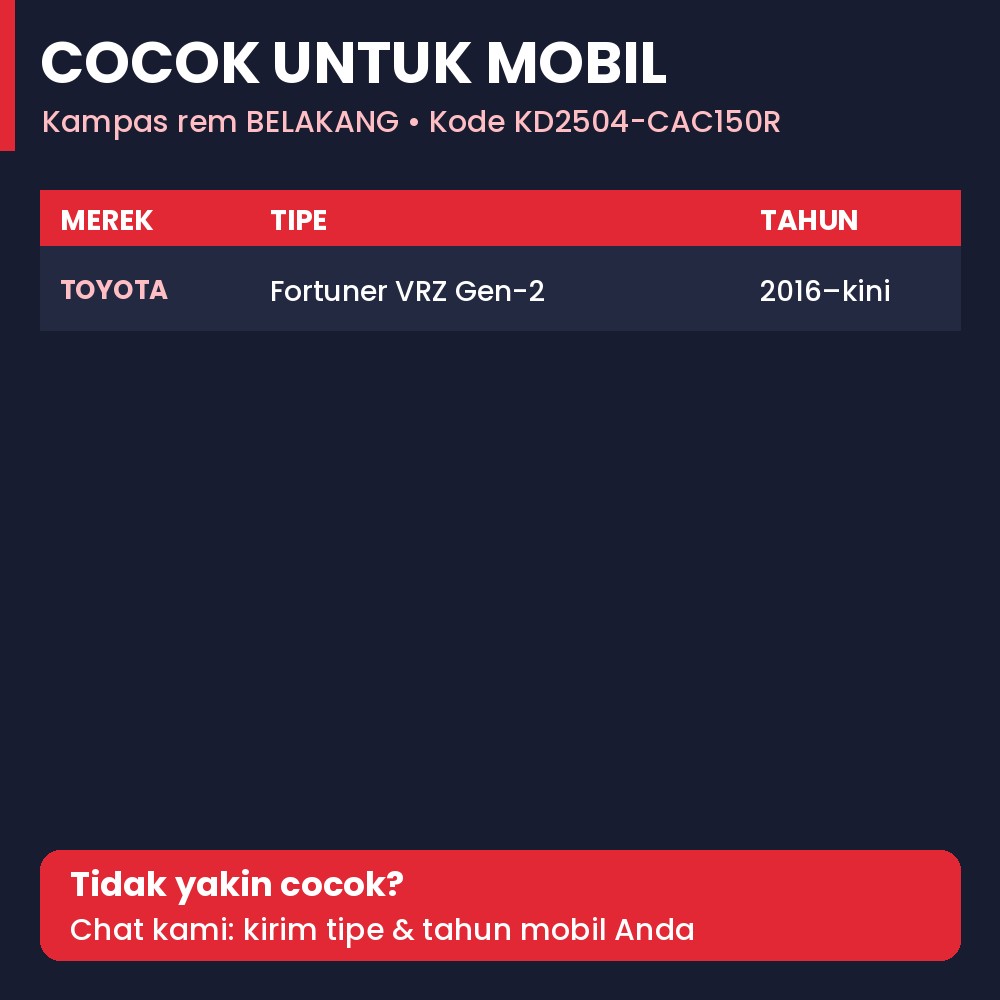 COCOK UNTUK MOBIL
Kampas rem BELAKANG • Kode KD2504-CAC150R
MEREK TIPE TAHUN
TOYOTA Fortuner VRZ Gen-2 2016–kini
Tidak yakin cocok?
Chat kami: kirim tipe & tahun mobil Anda